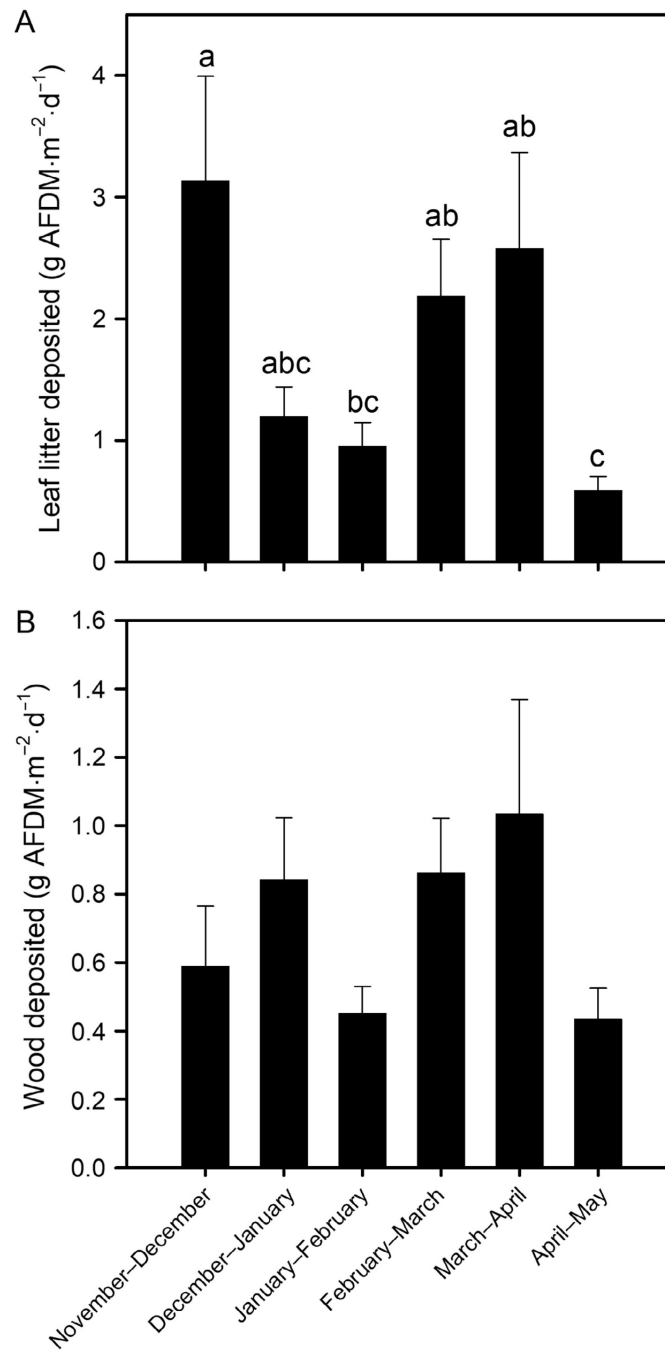 A
Leaf litter deposited (g AFDM·m⁻²·d⁻¹)
4
3
2
1
0
a
abc
bc
ab
ab
c
B
Wood deposited (g AFDM·m⁻²·d⁻¹)
1.6
1.4
1.2
1.0
0.8
0.6
0.4
0.2
0.0
November–December
December–January
January–February
February–March
March–April
April–May